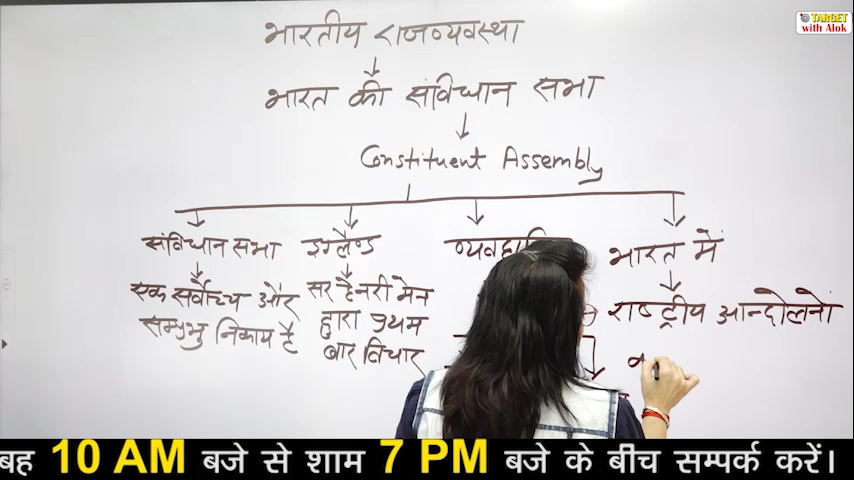 TARGET
with Alok
भारतीय राजव्यवस्था
भारत की संविधान सभा
Constituent Assembly
संविधान सभा
एक सर्वोच्च और
सम्प्रभु निकाय है
इग्लैण्ड
सर हेनरी मेन
द्वारा प्रथम
बार विचार
भारत में
राष्ट्रीय आन्दोलनों
बह 10 AM बजे से शाम 7 PM बजे के बीच सम्पर्क करें।